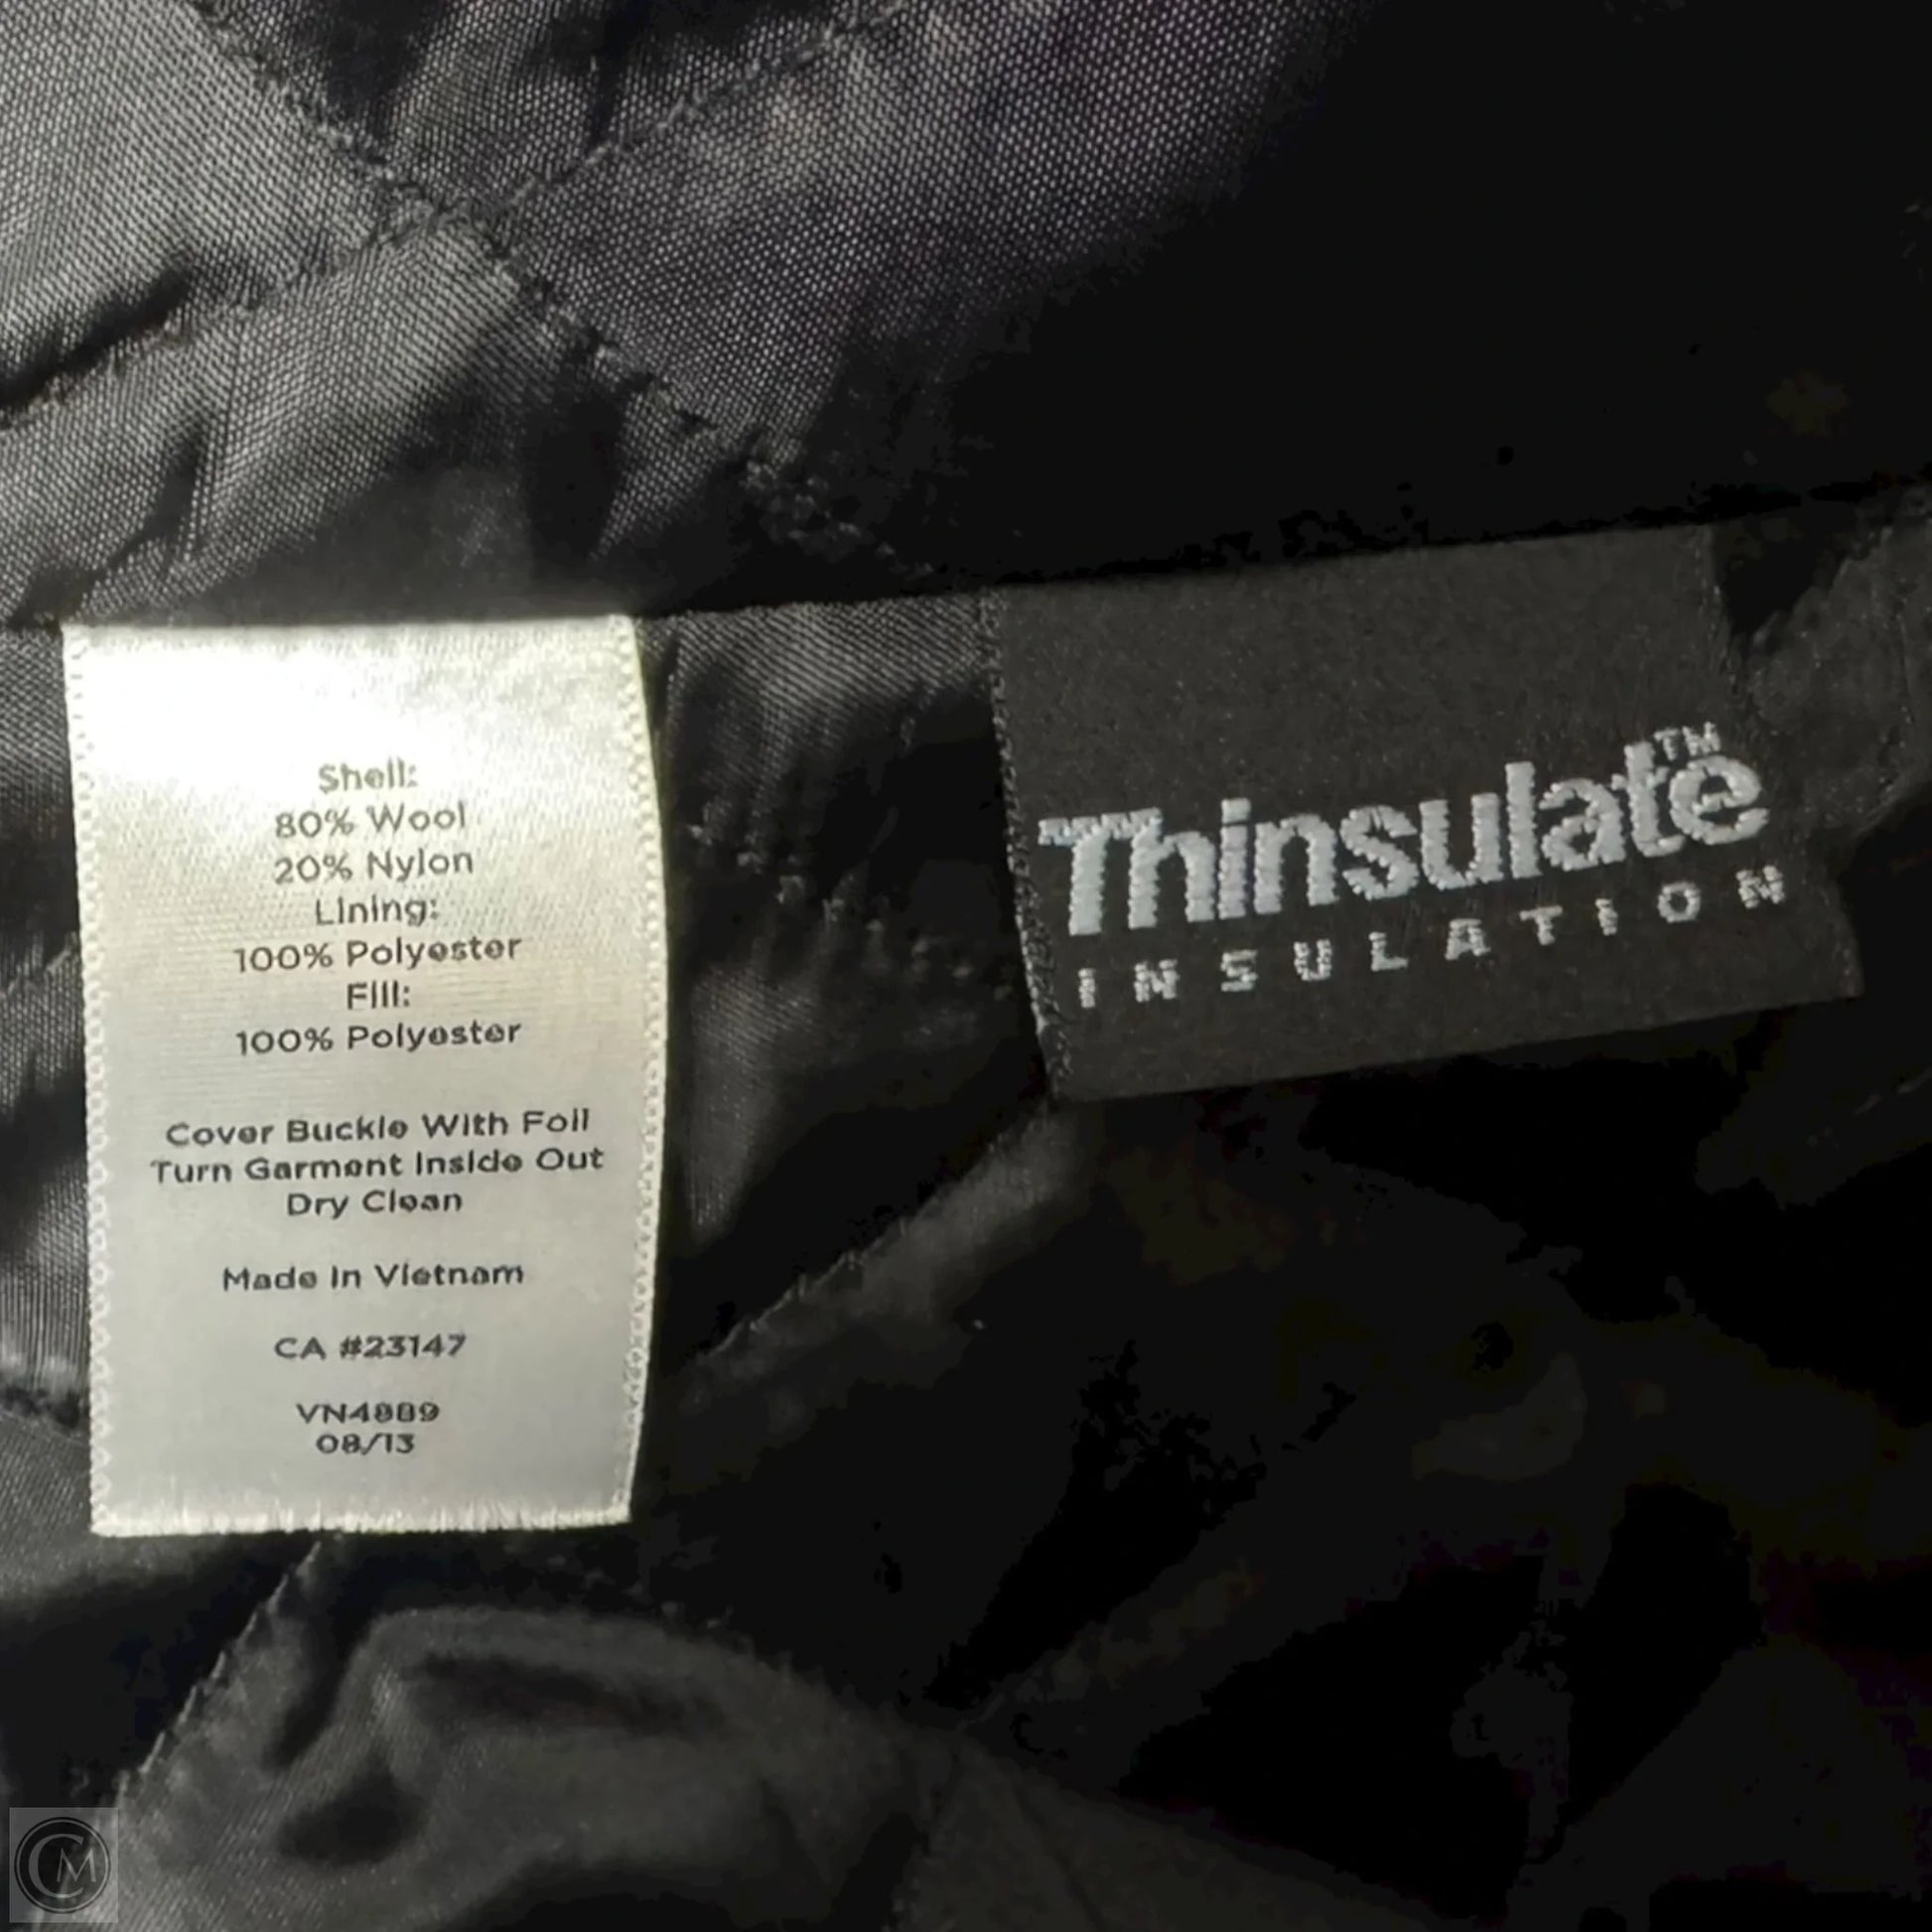 Shell:
80% Wool
20% Nylon
Lining:
100% Polyester
Fill:
100% Polyester
Cover Buckle With Foil
Turn Garment Inside Out
Dry Clean
Made In Vietnam
CA #23147
VN4889
08/13
Thinsulate™
INSULATION
CM